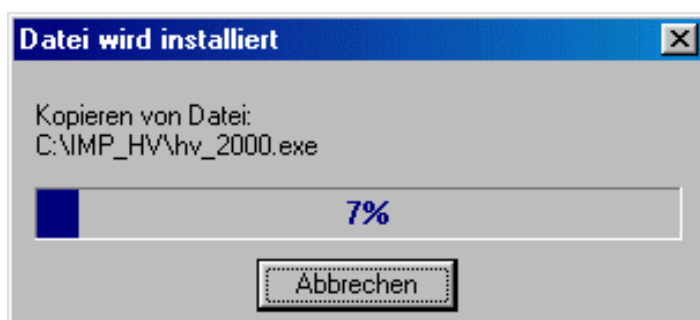 Datei wird installiert
Kopieren von Datei:
C:\IMP_HV\hv_2000.exe
7%
Abbrechen